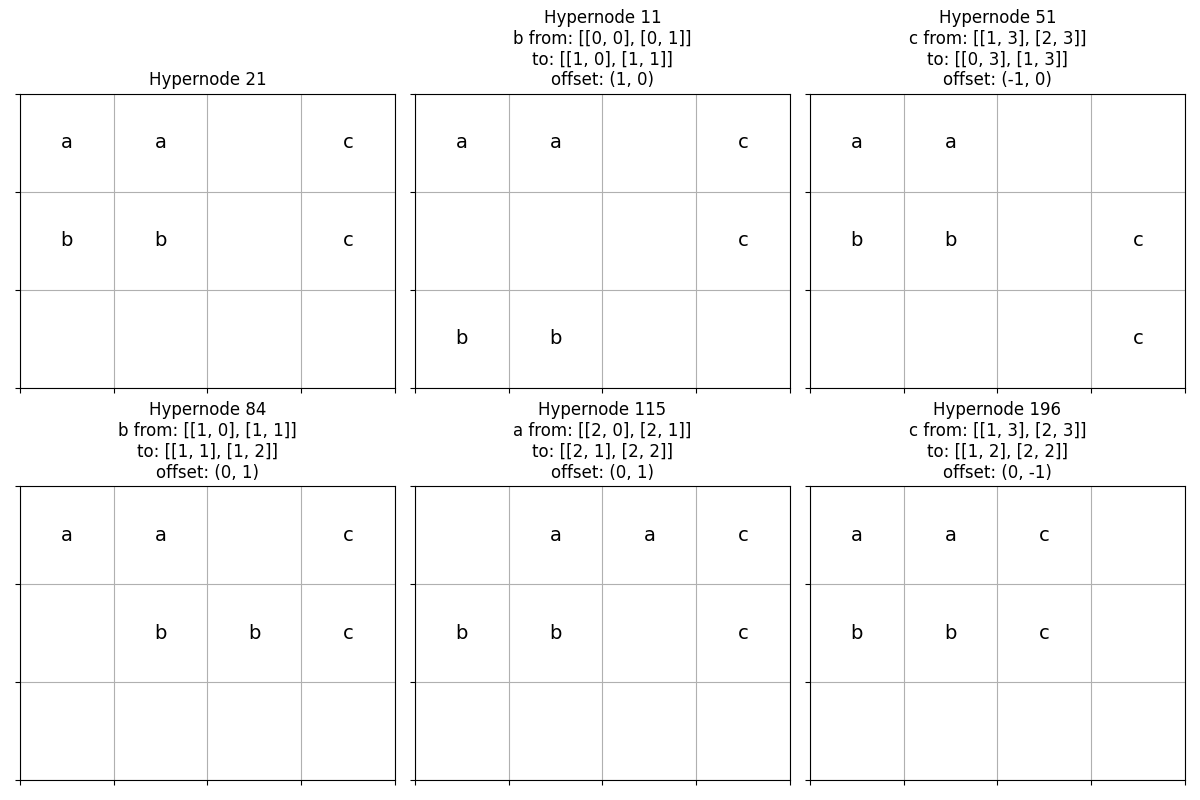 Hypernode 21
a a c
b b c
Hypernode 11
b from: [[0, 0], [0, 1]]
to: [[1, 0], [1, 1]]
offset: (1, 0)
a a c
c
b b
Hypernode 51
c from: [[1, 3], [2, 3]]
to: [[0, 3], [1, 3]]
offset: (-1, 0)
a a
b b c
c
Hypernode 84
b from: [[1, 0], [1, 1]]
to: [[1, 1], [1, 2]]
offset: (0, 1)
a a c
b b c
Hypernode 115
a from: [[2, 0], [2, 1]]
to: [[2, 1], [2, 2]]
offset: (0, 1)
a a c
b b c
Hypernode 196
c from: [[1, 3], [2, 3]]
to: [[1, 2], [2, 2]]
offset: (0, -1)
a a c
b b c